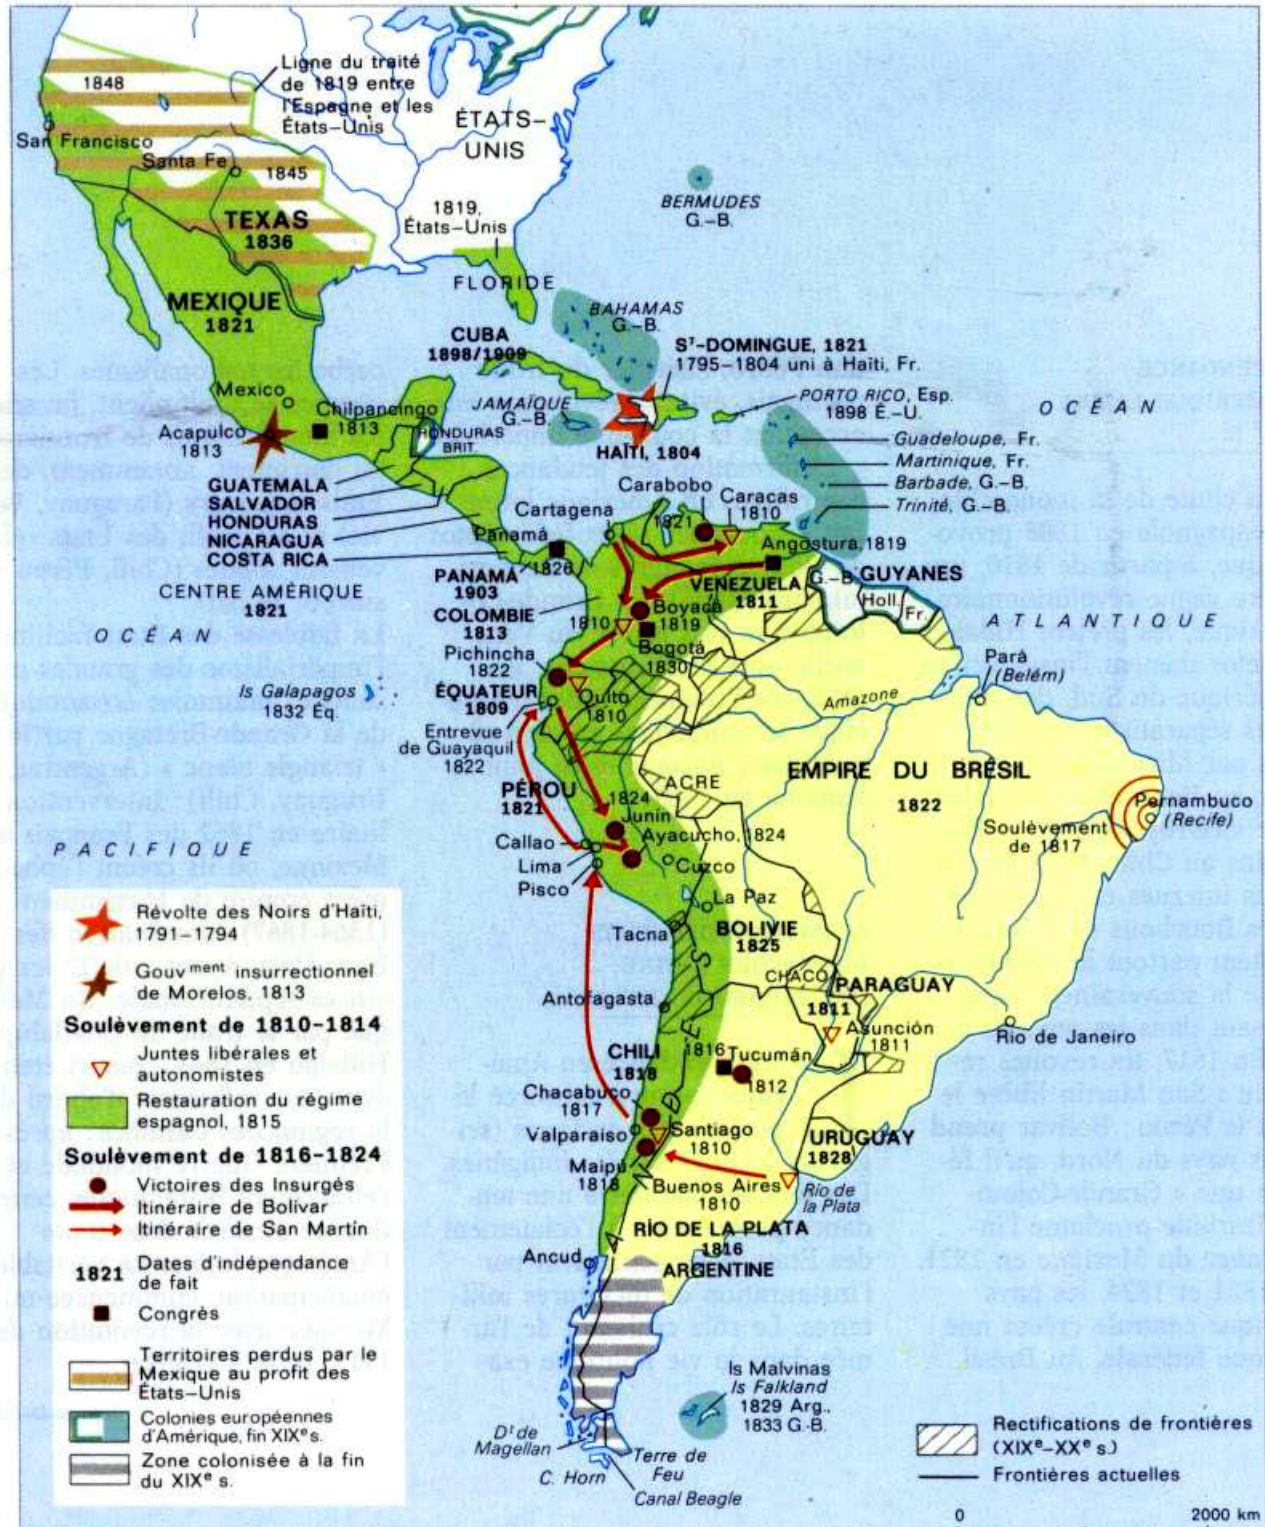 1848
Ligne du traité
de 1819 entre
l'Espagne et les
États-Unis
San Francisco
Santa Fe
1845
ÉTATS-
UNIS
TEXAS
1836
1819,
États-Unis
BERMUDES
G.-B.
FLORIDE
MEXIQUE
1821
BAHAMAS
G.-B.
CUBA
1898/1909
ST-DOMINGUE, 1821
1795-1804 uni à Haïti, Fr.
Mexico
Acapulco
1813
Chilpancingo
1813
JAMAÏQUE
G.-B.
HONDURAS
BRIT.
PORTO RICO, Esp.
1898 É.-U.
OCÉAN
HAÏTI, 1804
Guadeloupe, Fr.
Martinique, Fr.
Barbade, G.-B.
Trinité, G.-B.
GUATEMALA
SALVADOR
HONDURAS
NICARAGUA
COSTA RICA
Carabobo
1821
Caracas
1810
Cartagena
Panamá
1826
Angostura, 1819
CENTRE AMÉRIQUE
1821
PANAMÁ
1903
VENEZUELA
1811
G.-B.
GUYANES
Holl.
Fr.
COLOMBIE
1813
1810
Boyacá
1819
Bogotá
1830
OCÉAN
ATLANTIQUE
Pichincha
1822
Is Galapagos
1832 Éq.
ÉQUATEUR
1809
Quito
1810
Amazone
Pará
(Belém)
Entrevue
de Guayaquil
1822
PÉROU
1821
1824
Junin
ACRE
EMPIRE DU BRÉSIL
1822
Pernambuco
(Recife)
Soulèvement
de 1817
Ayacucho, 1824
Callao
Lima
Pisco
Cuzco
PACIFIQUE
La Paz
Tacna
BOLIVIE
1825
CHACO
PARAGUAY
1811
Antofagasta
Asunción
1811
Rio de Janeiro
CHILI
1818
1816
Tucumán
1812
Chacabuco
1817
Valparaiso
Santiago
1810
URUGUAY
1828
Maipú
1818
Buenos Aires
1810
Río de
la Plata
ANDES
RÍO DE LA PLATA
1816
ARGENTINE
Ancud
Is Malvinas
Is Falkland
1829 Arg.,
1833 G.-B.
Dt de
Magellan
C. Horn
Terre de
Feu
Canal Beagle
Révolte des Noirs d'Haïti,
1791-1794
Gouvment insurrectionnel
de Morelos, 1813
Soulèvement de 1810-1814
Juntes libérales et
autonomistes
Restauration du régime
espagnol, 1815
Soulèvement de 1816-1824
Victoires des Insurgés
Itinéraire de Bolívar
Itinéraire de San Martín
1821 Dates d'indépendance
de fait
Congrès
Territoires perdus par le
Mexique au profit des
États-Unis
Colonies européennes
d'Amérique, fin XIXe s.
Zone colonisée à la fin
du XIXe s.
Rectifications de frontières
(XIXe-XXe s.)
Frontières actuelles
0 2000 km